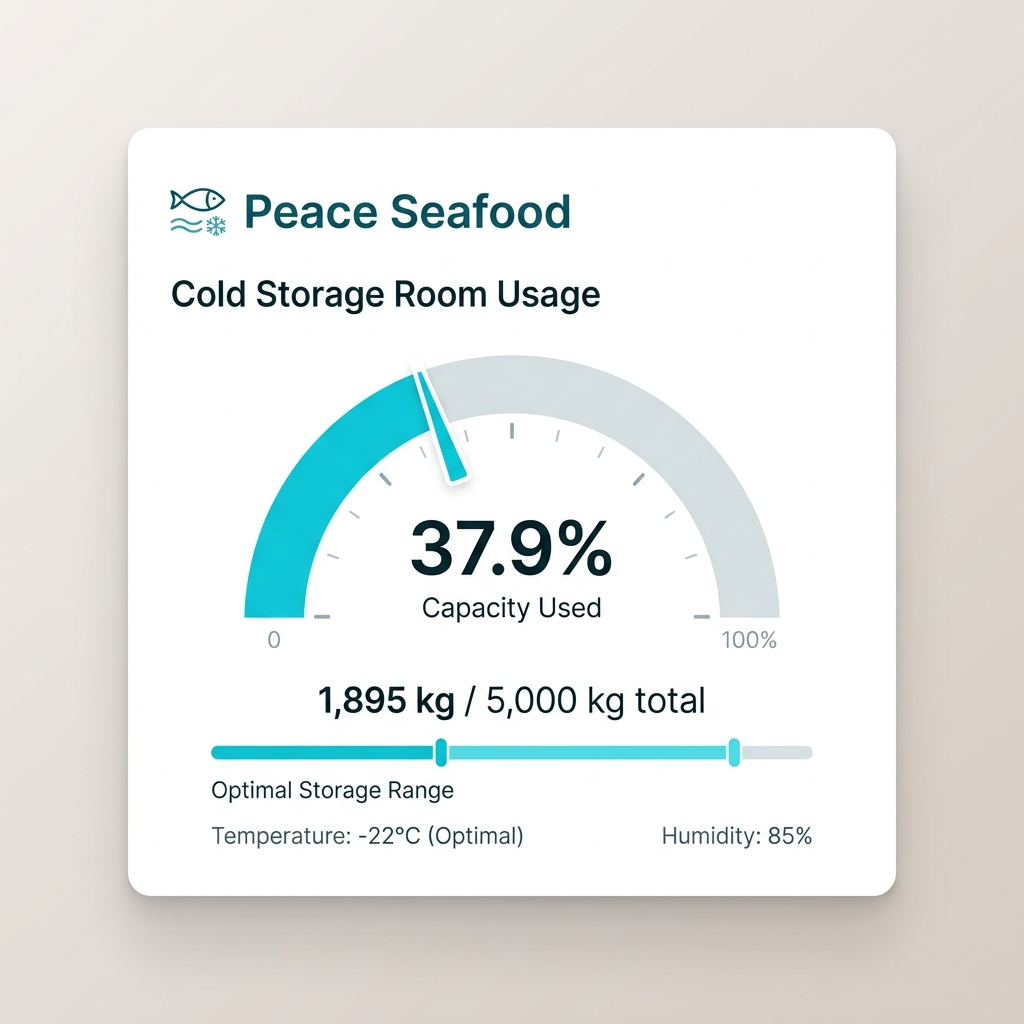 Peace Seafood
Cold Storage Room Usage
37.9%
Capacity Used
0
100%
1,895 kg / 5,000 kg total
Optimal Storage Range
Temperature: -22°C (Optimal)
Humidity: 85%